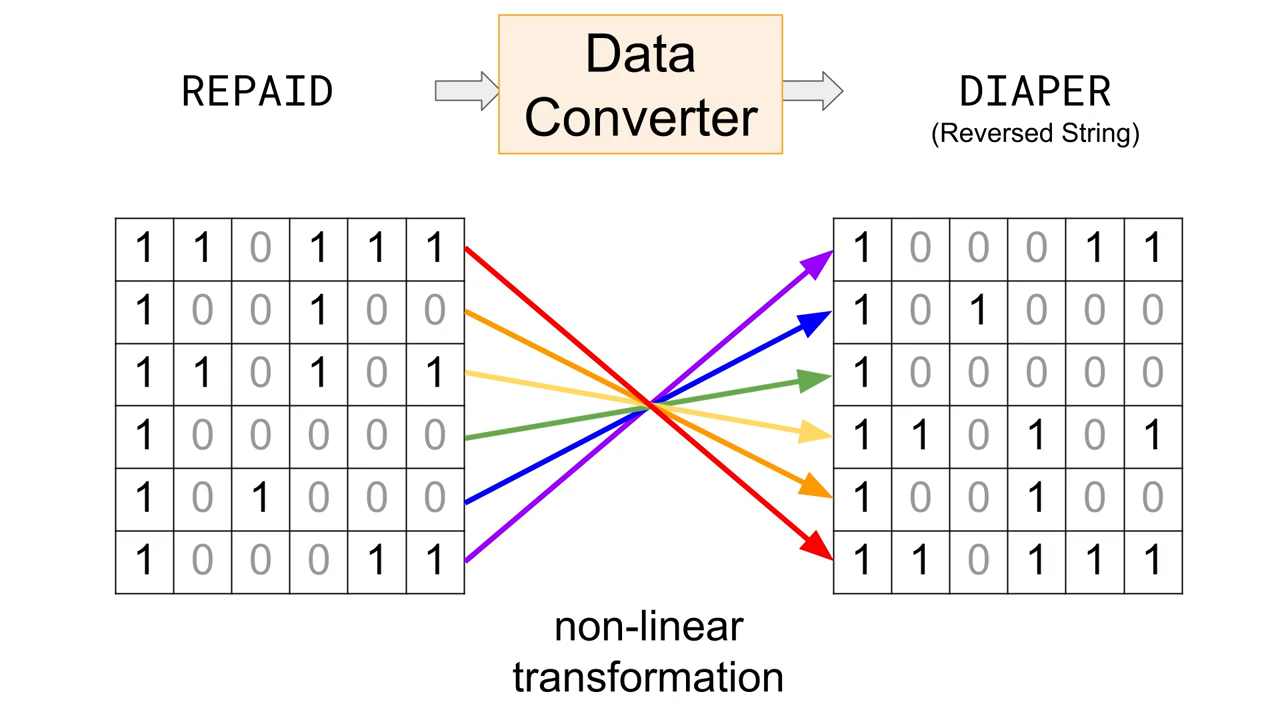 REPAID
Data
Converter
DIAPER
(Reversed String)
1 1 0 1 1 1
1 0 0 1 0 0
1 1 0 1 0 1
1 0 0 0 0 0
1 0 1 0 0 0
1 0 0 0 1 1
1 0 0 0 1 1
1 0 1 0 0 0
1 0 0 0 0 0
1 1 0 1 0 1
1 0 0 1 0 0
1 1 0 1 1 1
non-linear
transformation